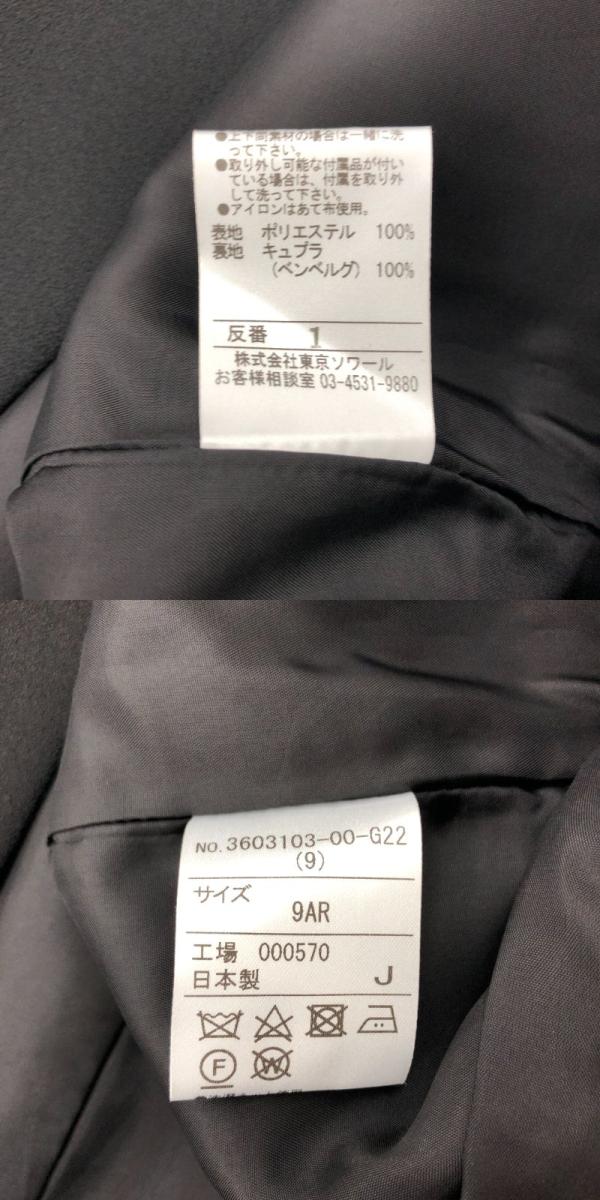 ●上下同素材の場合は一緒に洗
って下さい。
●取り外し可能な付属品が付い
ている場合は、付属を取り外
して洗って下さい。
●アイロンはあて布使用。
表地 ポリエステル 100%
裏地 キュプラ
(ベンベルグ) 100%
反番 1
株式会社東京ソワール
お客様相談室 03-4531-9880
NO. 3603103-00-G22
(9)
サイズ
9AR
工場 000570
日本製 J
F
W